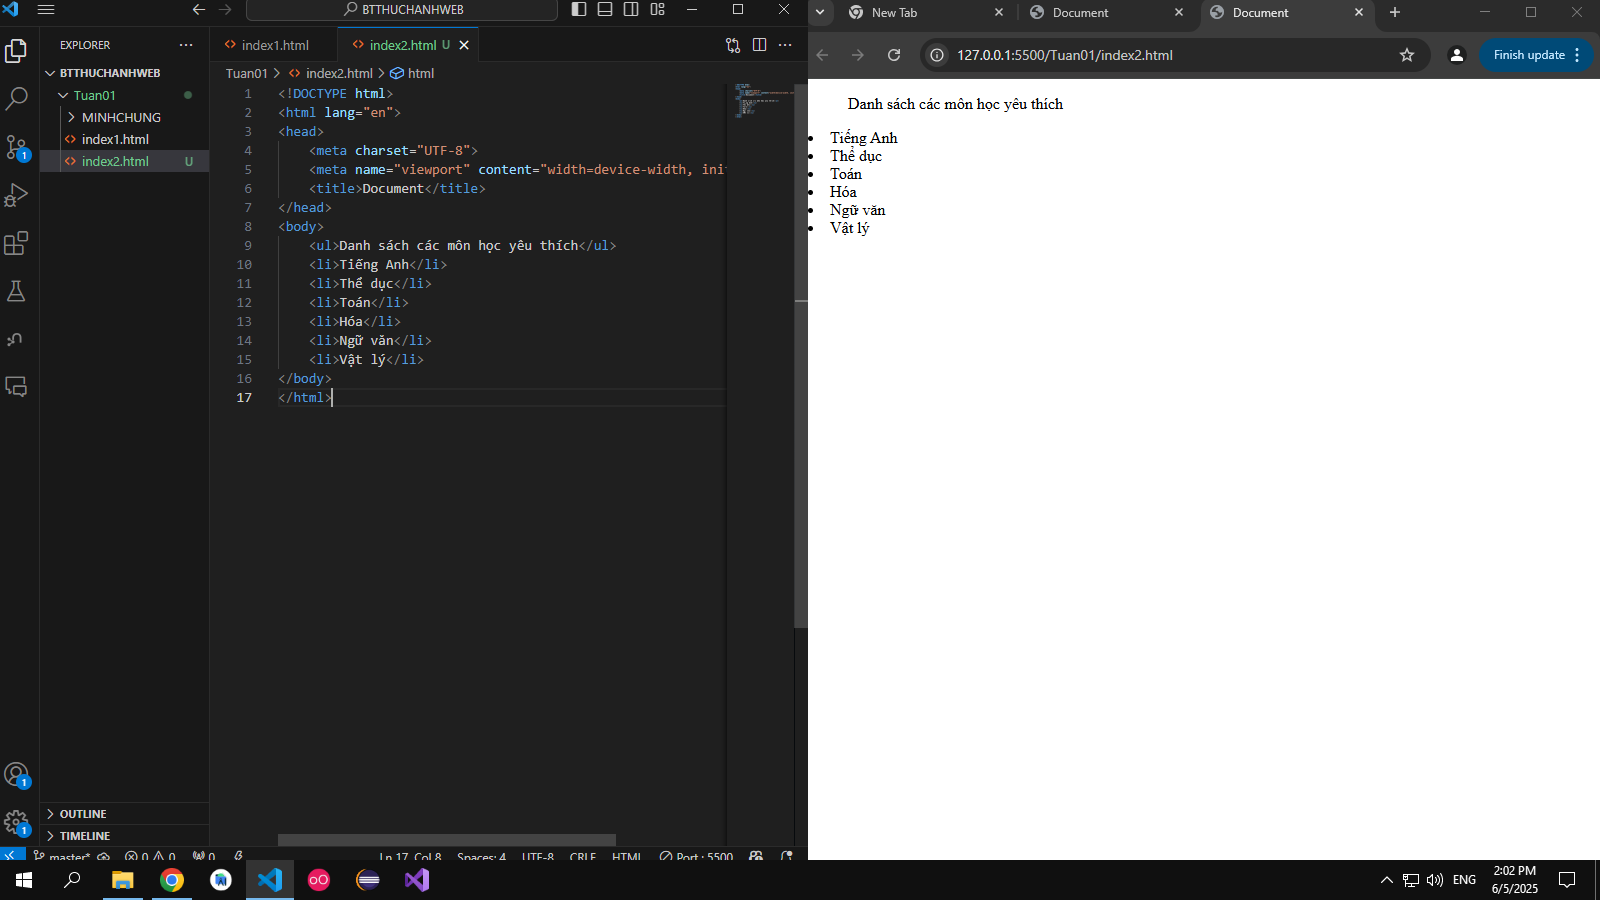 BTTHUCHANHWEB
EXPLORER
BTTHUCHANHWEB
Tuan01
MINHCHUNG
index1.html
index2.html U
OUTLINE
TIMELINE
index1.html
index2.html U
Tuan01 > index2.html > html
1 <!DOCTYPE html>
2 <html lang="en">
3 <head>
4 <meta charset="UTF-8">
5 <meta name="viewport" content="width=device-width, ini
6 <title>Document</title>
7 </head>
8 <body>
9 <ul>Danh sách các môn học yêu thích</ul>
10 <li>Tiếng Anh</li>
11 <li>Thể dục</li>
12 <li>Toán</li>
13 <li>Hóa</li>
14 <li>Ngữ văn</li>
15 <li>Vật lý</li>
16 </body>
17 </html>
1
1
1
master* 0 0 0 Ln 17, Col 8 Spaces: 4 UTF-8 CRLF HTML Port : 5500
New Tab
Document
Document
127.0.0.1:5500/Tuan01/index2.html
Finish update
Danh sách các môn học yêu thích
Tiếng Anh
Thể dục
Toán
Hóa
Ngữ văn
Vật lý
ENG
2:02 PM
6/5/2025